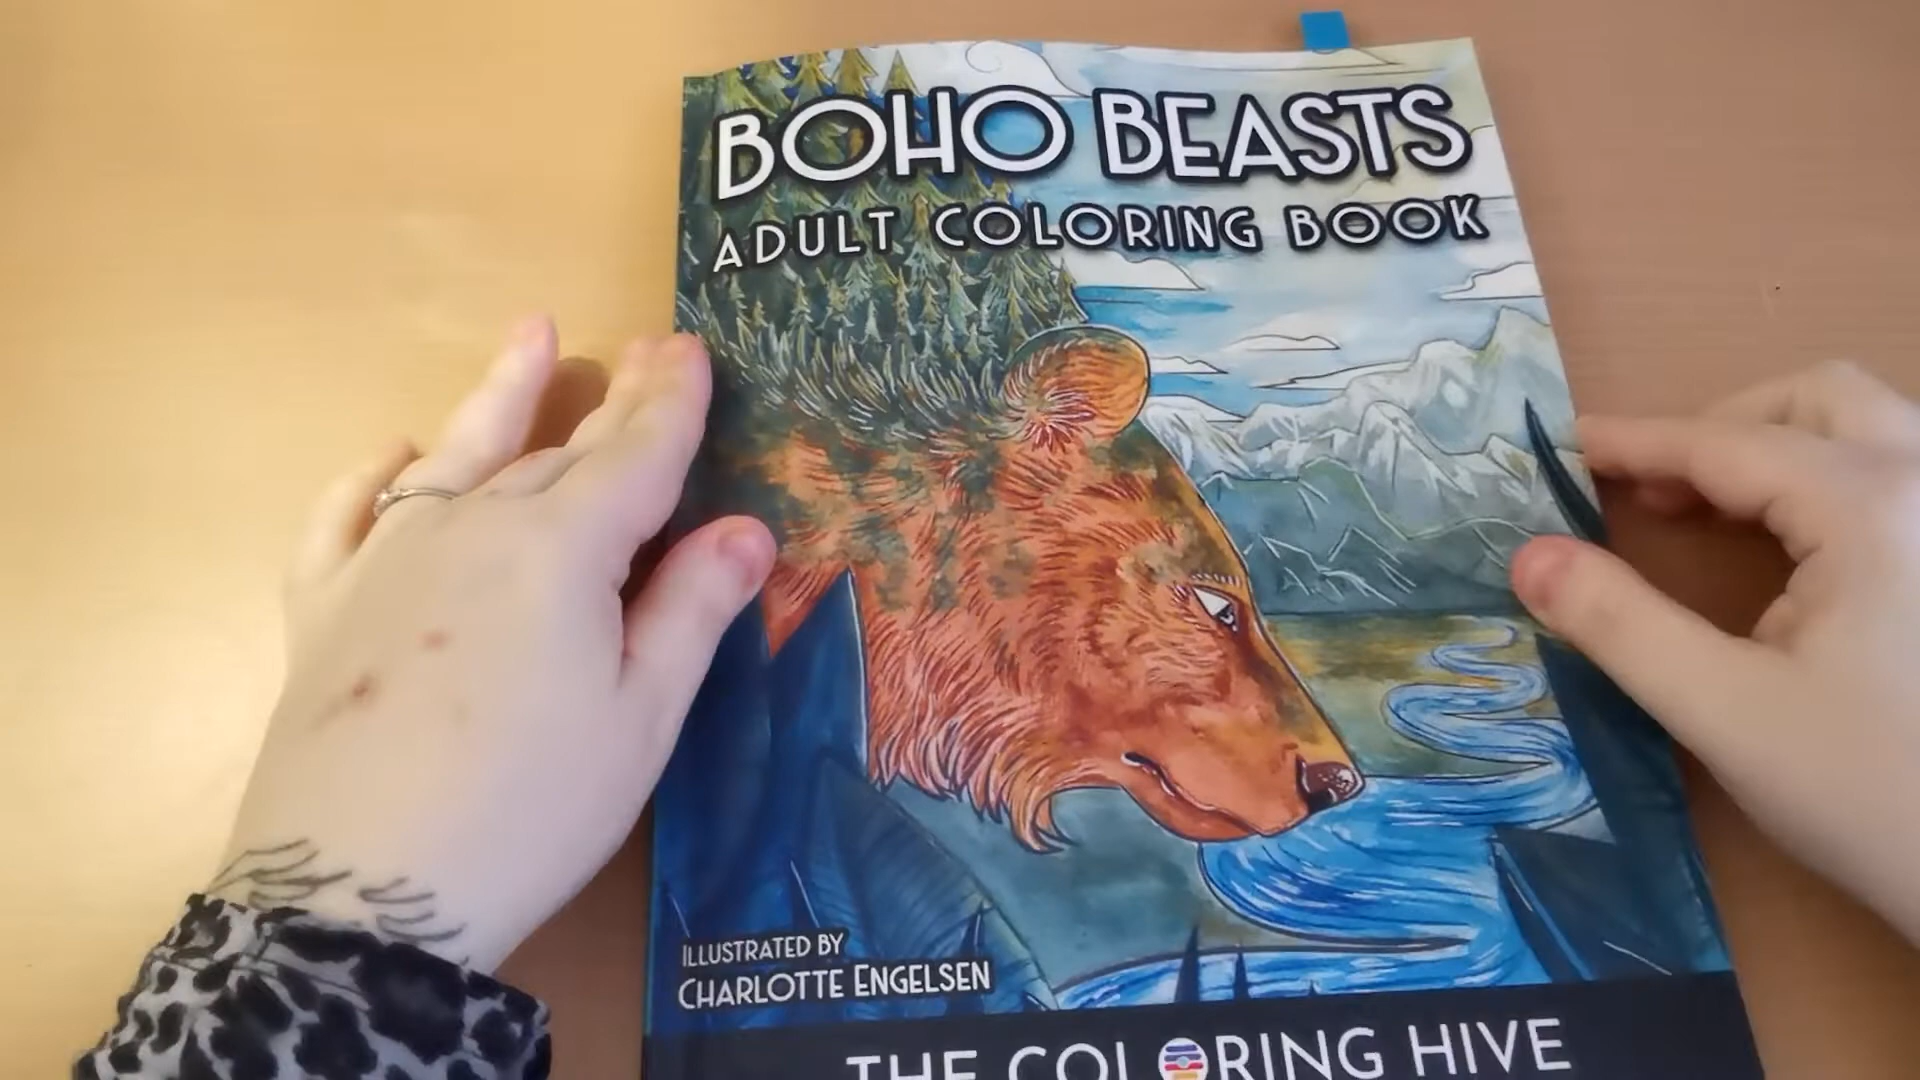 BOHO BEASTS
ADULT COLORING BOOK
ILLUSTRATED BY
CHARLOTTE ENGELSEN
THE COLORING HIVE